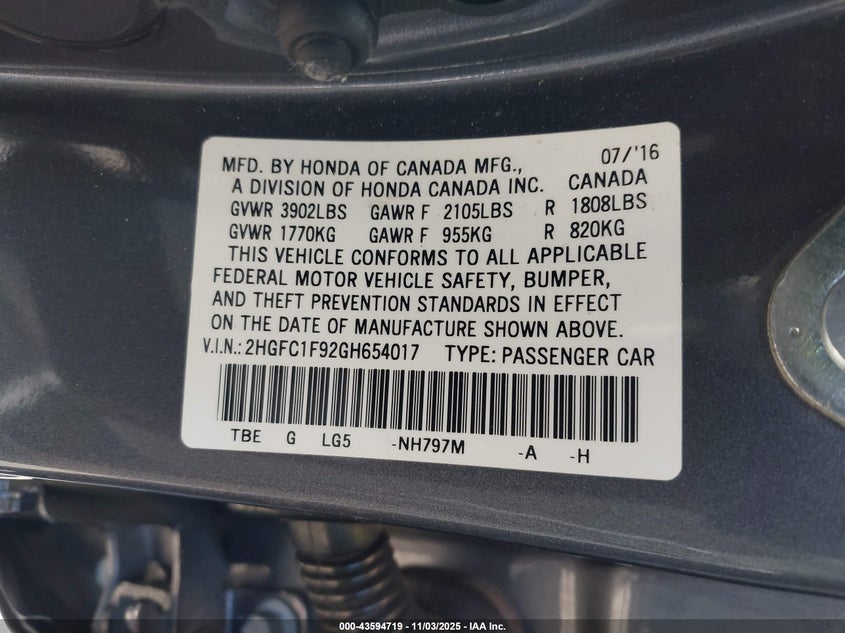 MFD. BY HONDA OF CANADA MFG., 07/'16
A DIVISION OF HONDA CANADA INC. CANADA
GVWR 3902LBS GAWR F 2105LBS R 1808LBS
GVWR 1770KG GAWR F 955KG R 820KG
THIS VEHICLE CONFORMS TO ALL APPLICABLE
FEDERAL MOTOR VEHICLE SAFETY, BUMPER,
AND THEFT PREVENTION STANDARDS IN EFFECT
ON THE DATE OF MANUFACTURE SHOWN ABOVE.
V.I.N.: 2HGFC1F92GH654017 TYPE: PASSENGER CAR
TBE G LG5 -NH797M -A -H
000-43594719 - 11/03/2025 - IAA Inc.